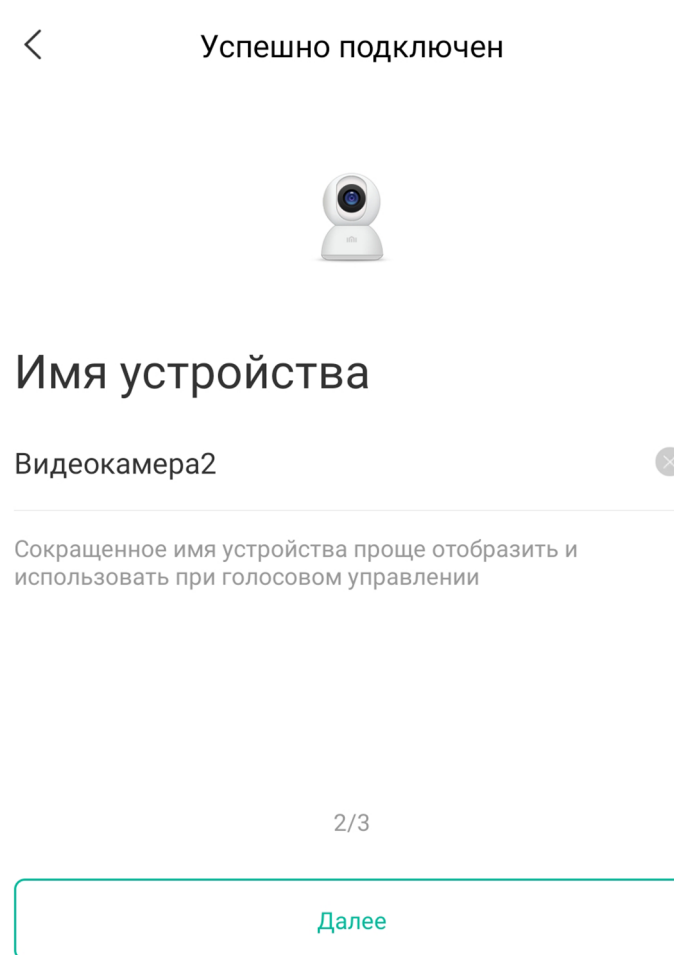 Успешно подключен
Имя устройства
Видеокамера2
Сокращенное имя устройства проще отобразить и
использовать при голосовом управлении
2/3
Далее